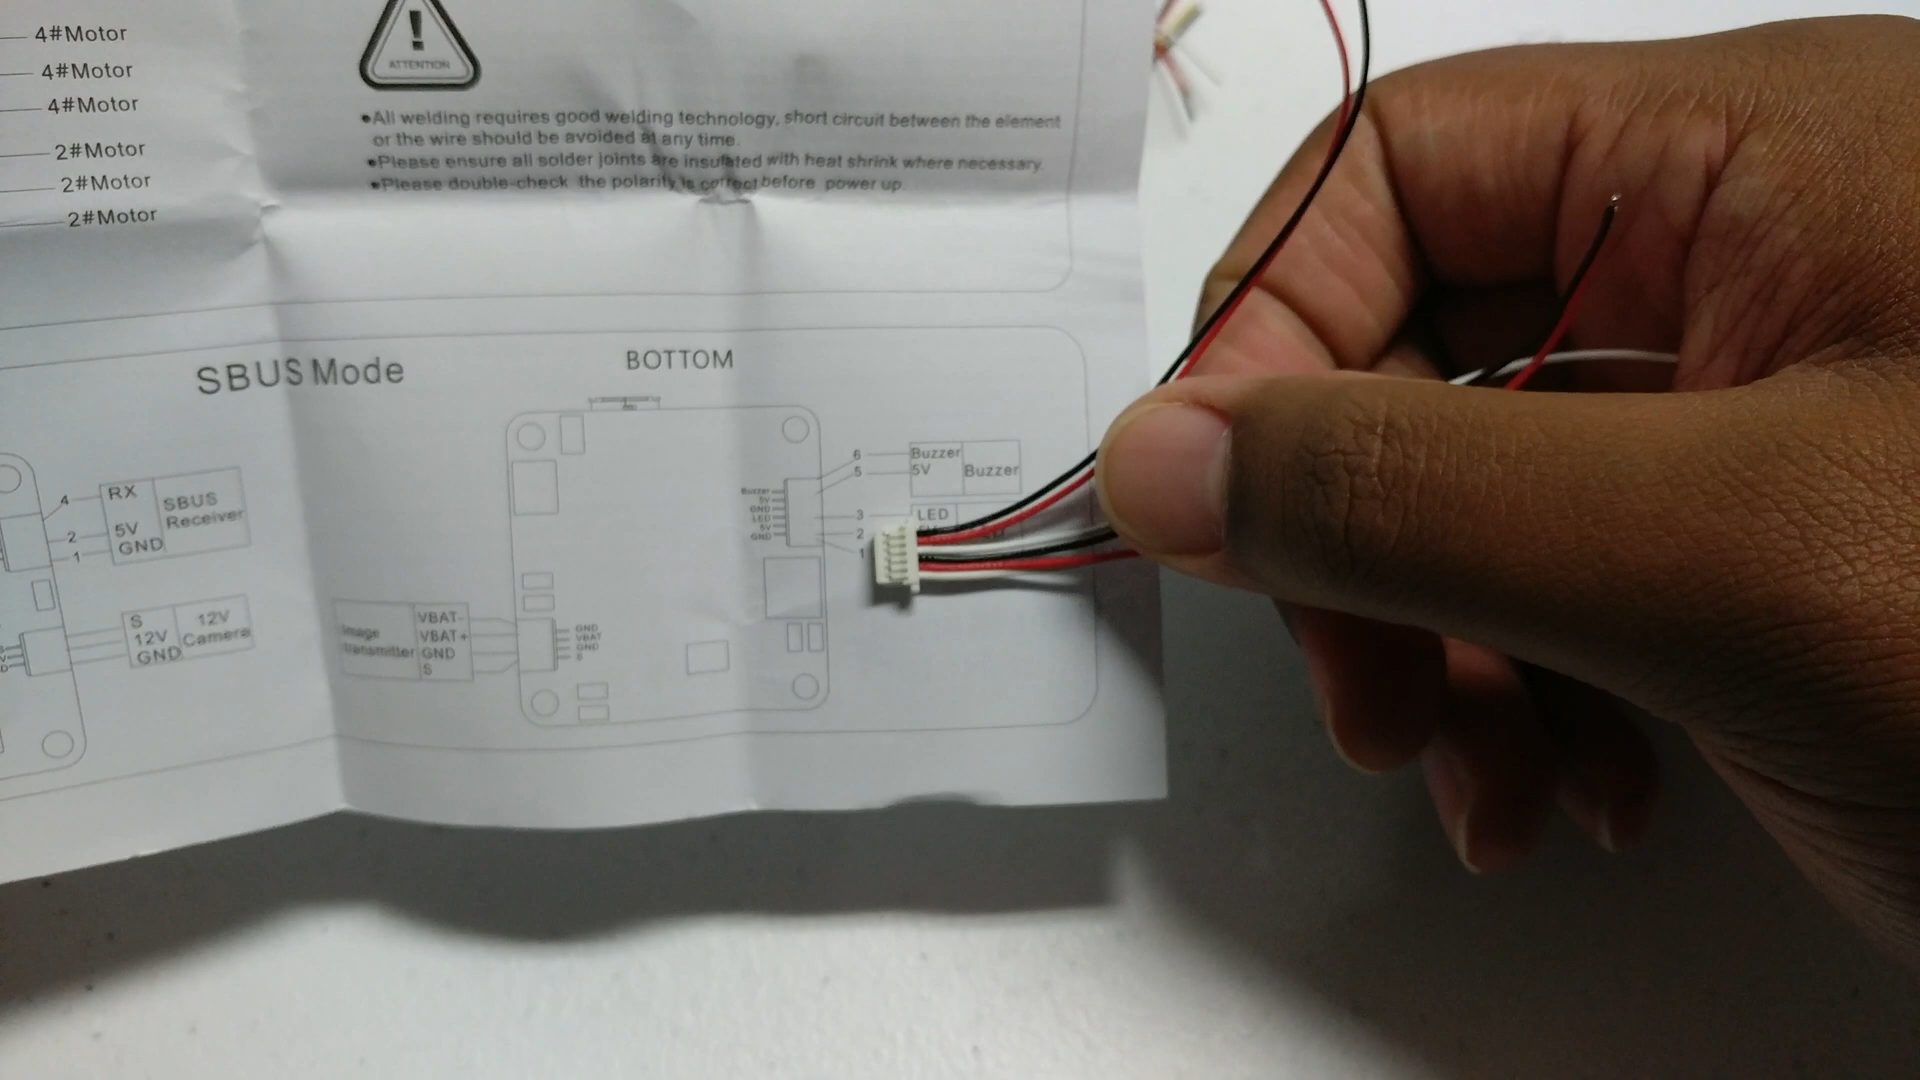 4#Motor
4#Motor
4#Motor
2#Motor
2#Motor
2#Motor
!
ATTENTION
●All welding requires good welding technology, short circuit between the element
or the wire should be avoided at any time.
●Please ensure all solder joints are insulated with heat shrink where necessary.
●Please double-check the polarity is correct before power up.
SBUS Mode
BOTTOM
4
RX
2
5V
1
GND
SBUS
Receiver
S
12V
GND
12V
Camera
Image
transmitter
VBAT-
VBAT+
GND
S
GND
VBAT
GND
S
Buzzer
5V
GND
LED
5V
GND
6
5
3
2
1
Buzzer
5V
Buzzer
LED